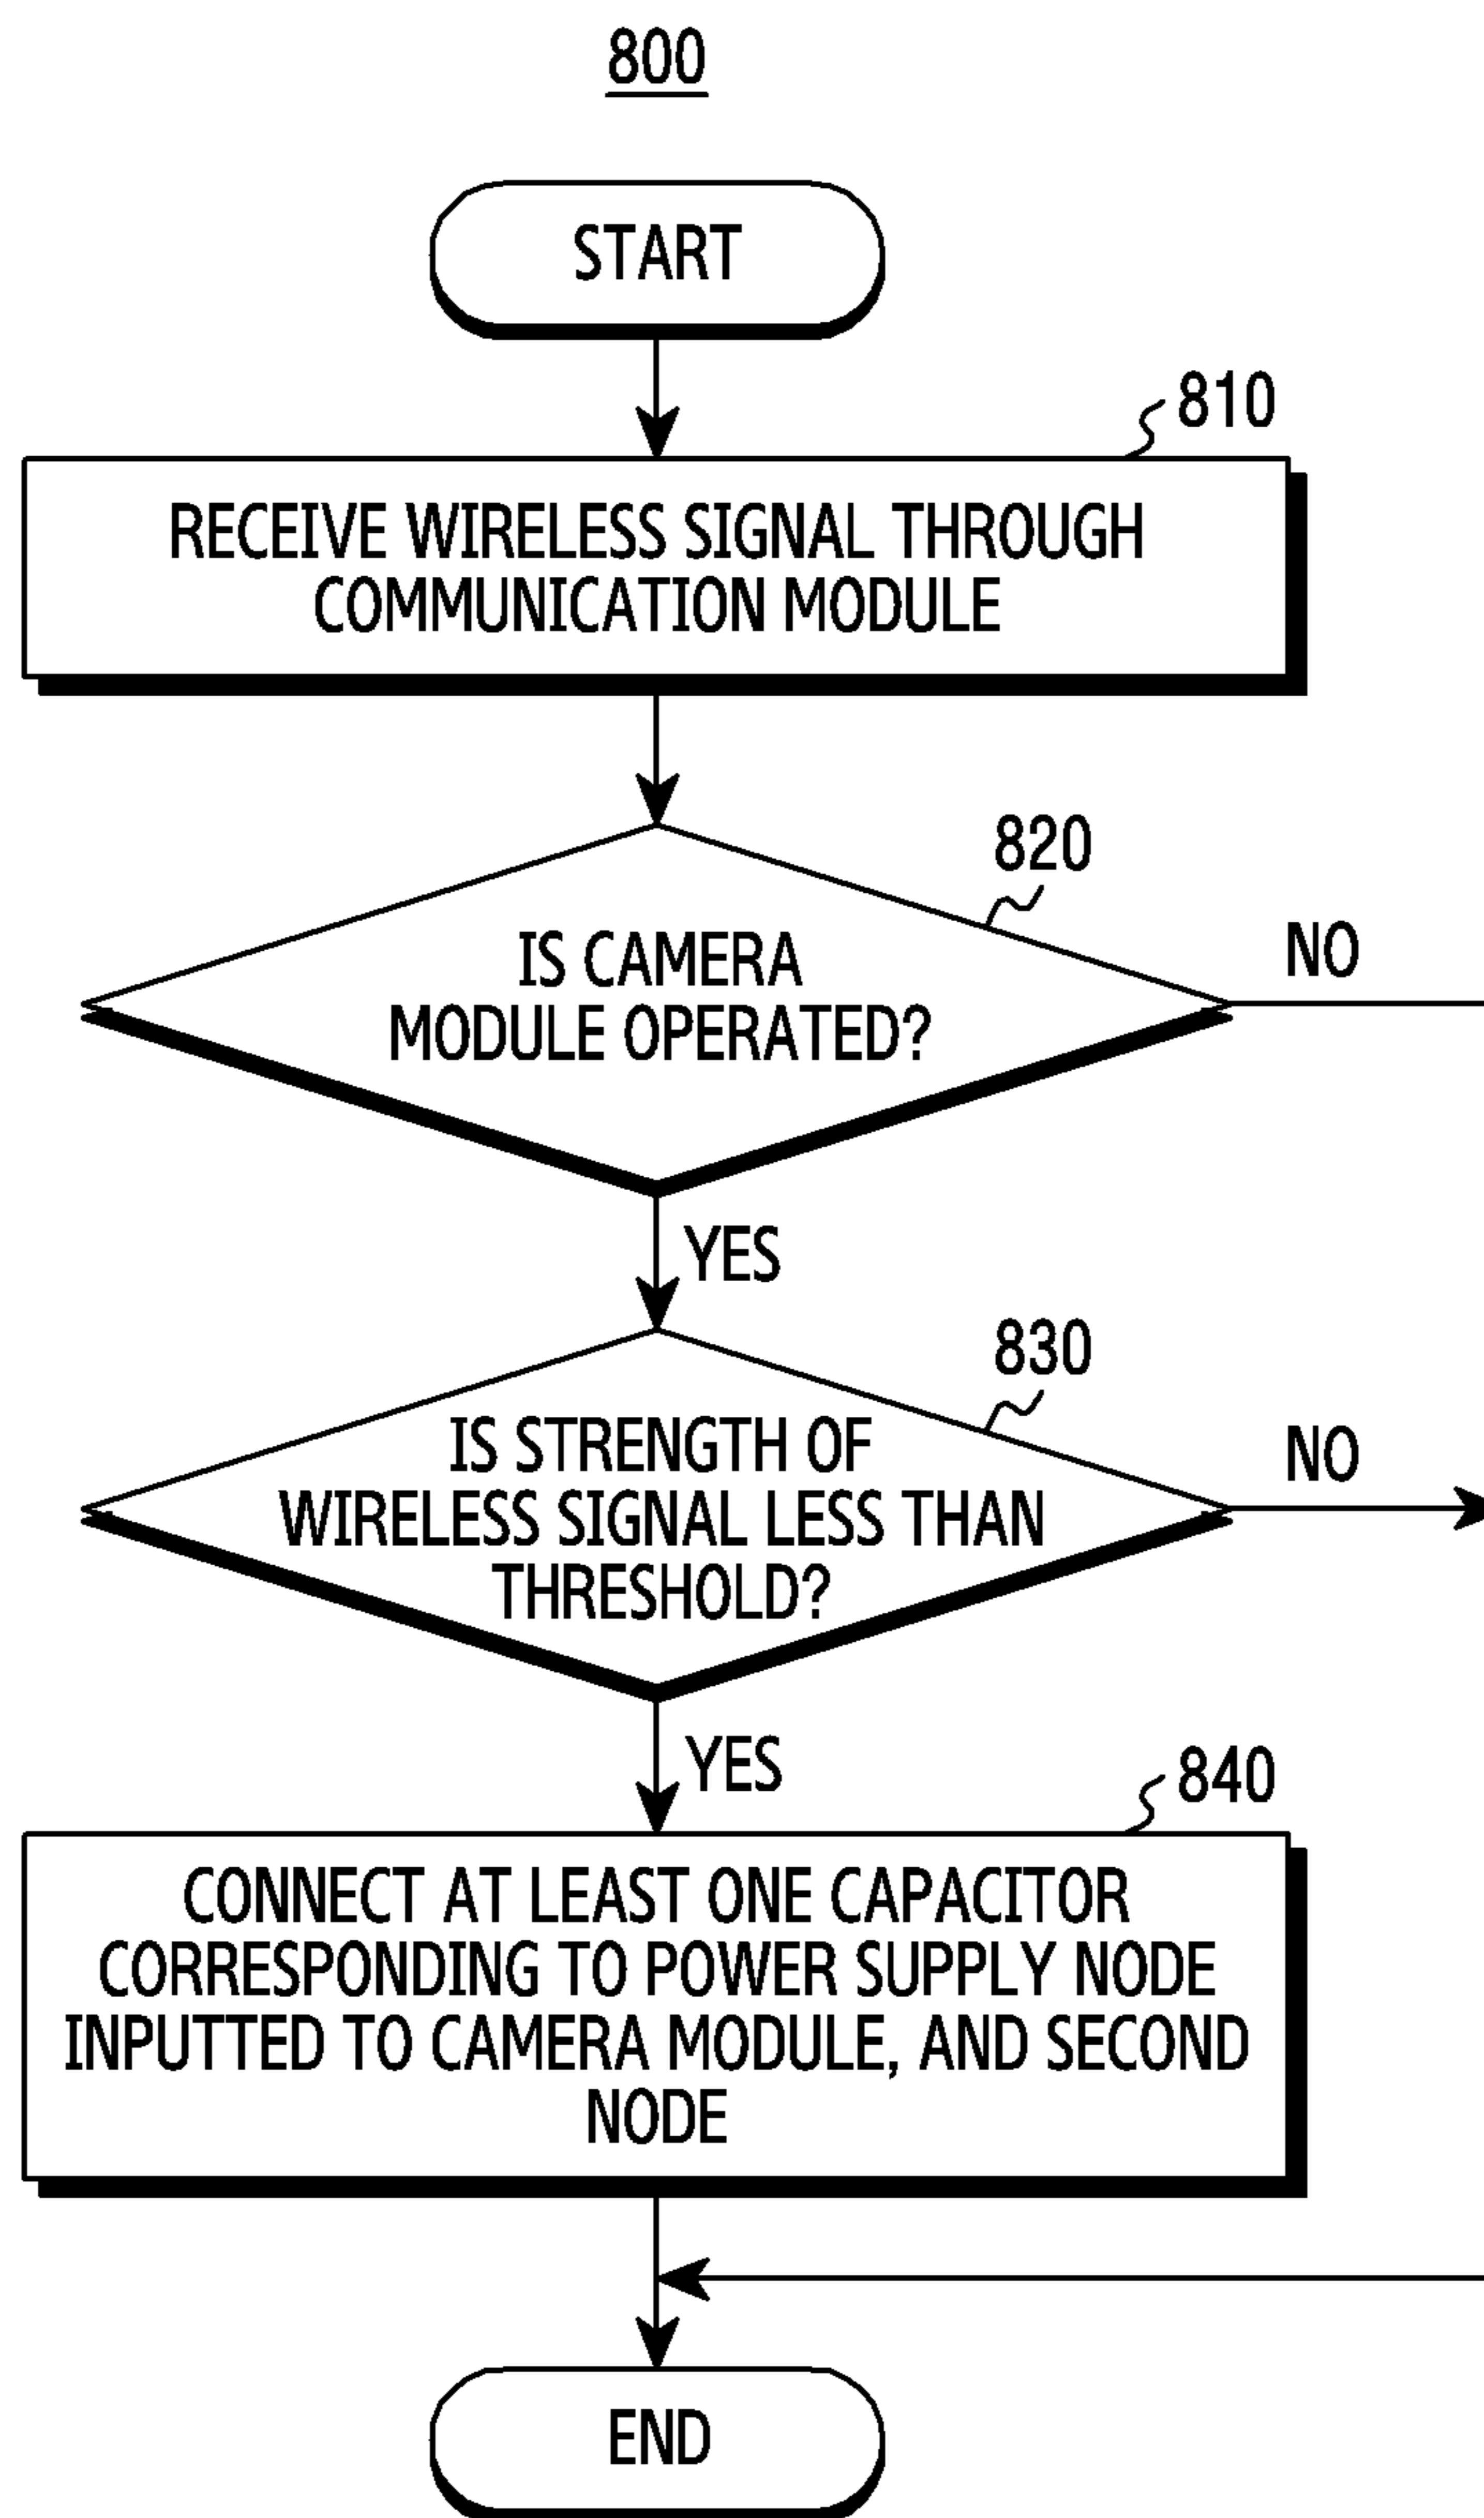 800
START
810
RECEIVE WIRELESS SIGNAL THROUGH
COMMUNICATION MODULE
820
IS CAMERA
MODULE OPERATED?
NO
YES
830
IS STRENGTH OF
WIRELESS SIGNAL LESS THAN
THRESHOLD?
NO
YES
840
CONNECT AT LEAST ONE CAPACITOR
CORRESPONDING TO POWER SUPPLY NODE
INPUTTED TO CAMERA MODULE, AND SECOND
NODE
END